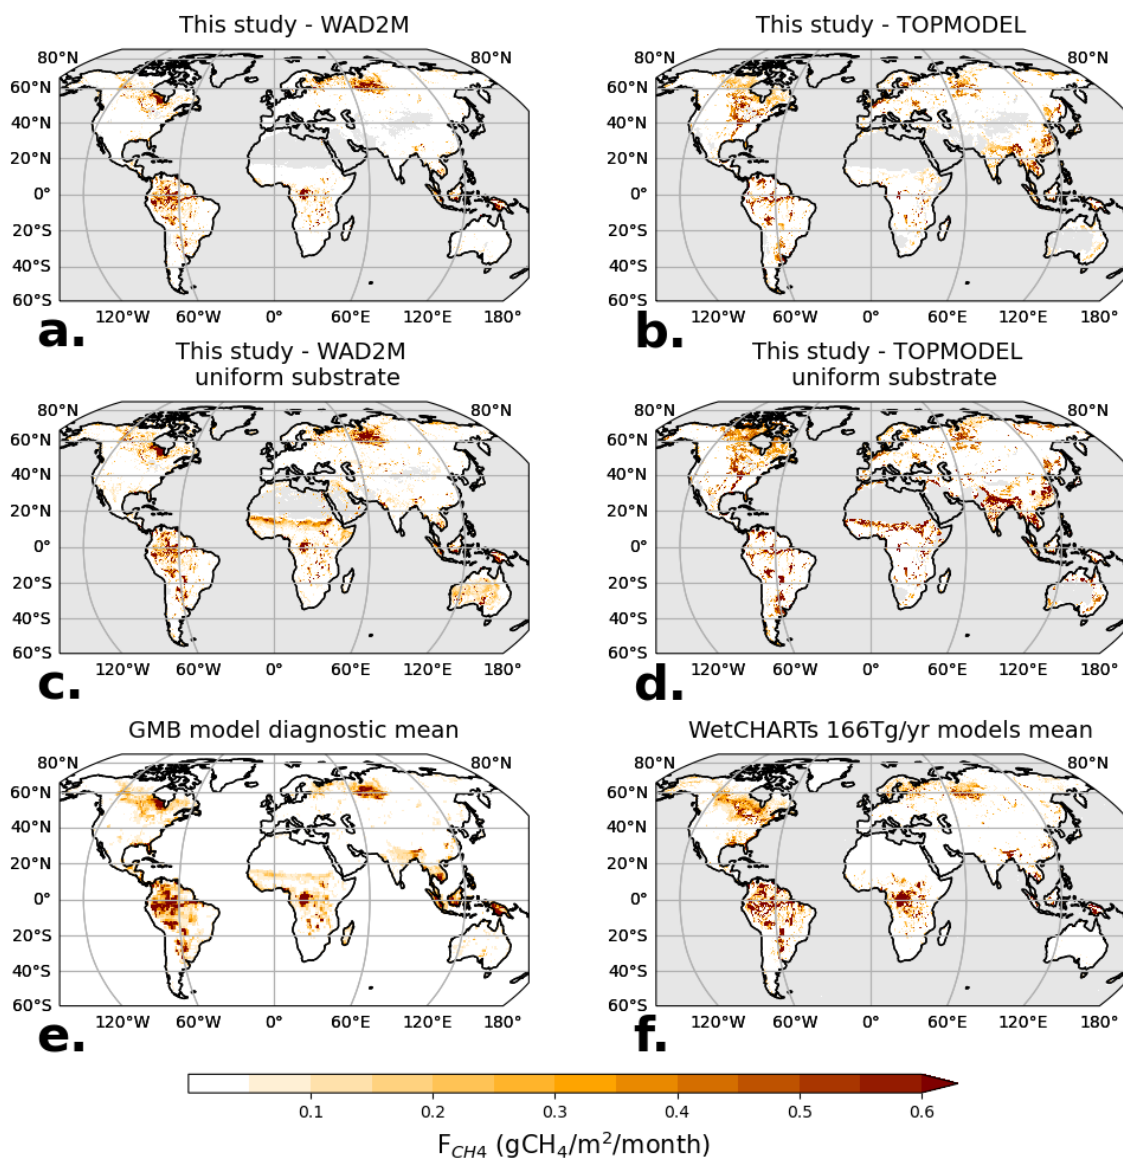 This study - WAD2M
This study - TOPMODEL
80°N 80°N 80°N 80°N
60°N 60°N
40°N 40°N
20°N 20°N
0° 0°
20°S 20°S
40°S 40°S
60°S 60°S
120°W 60°W 0° 60°E 120°E 180°
120°W 60°W 0° 60°E 120°E 180°
a.
b.
This study - WAD2M
uniform substrate
This study - TOPMODEL
uniform substrate
80°N 80°N 80°N 80°N
60°N 60°N
40°N 40°N
20°N 20°N
0° 0°
20°S 20°S
40°S 40°S
60°S 60°S
120°W 60°W 0° 60°E 120°E 180°
120°W 60°W 0° 60°E 120°E 180°
c.
d.
GMB model diagnostic mean
WetCHARTs 166Tg/yr models mean
80°N 80°N 80°N 80°N
60°N 60°N
40°N 40°N
20°N 20°N
0° 0°
20°S 20°S
40°S 40°S
60°S 60°S
120°W 60°W 0° 60°E 120°E 180°
120°W 60°W 0° 60°E 120°E 180°
e.
f.
0.1 0.2 0.3 0.4 0.5 0.6
F_CH4 (gCH₄/m²/month)